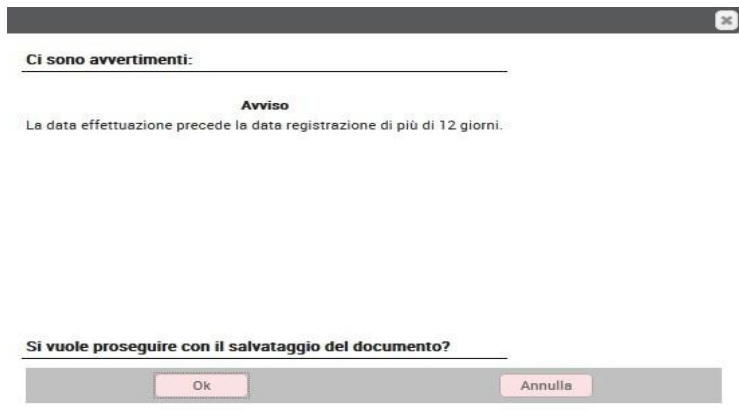 Ci sono avvertimenti:
Avviso
La data effettuazione precede la data registrazione di più di 12 giorni.
Si vuole proseguire con il salvataggio del documento?
Ok
Annulla